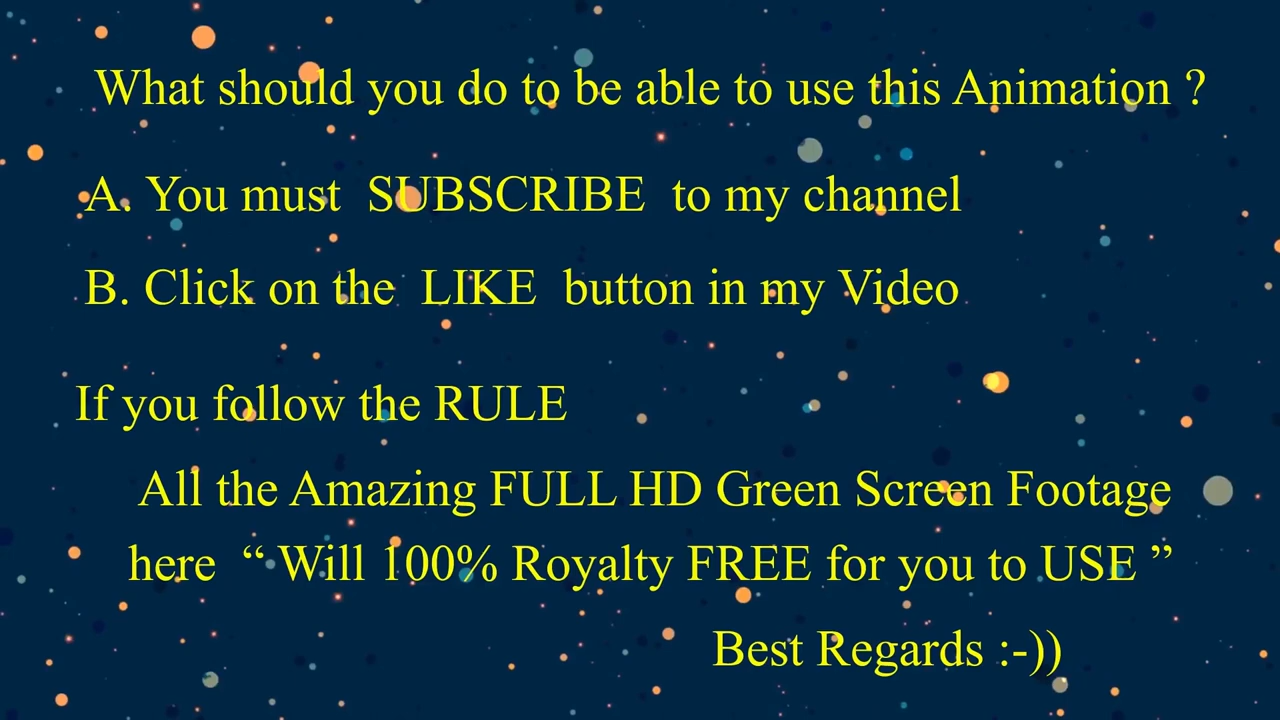 What should you do to be able to use this Animation ?
A. You must SUBSCRIBE to my channel
B. Click on the LIKE button in my Video
If you follow the RULE
All the Amazing FULL HD Green Screen Footage
here “ Will 100% Royalty FREE for you to USE ”
Best Regards :-))